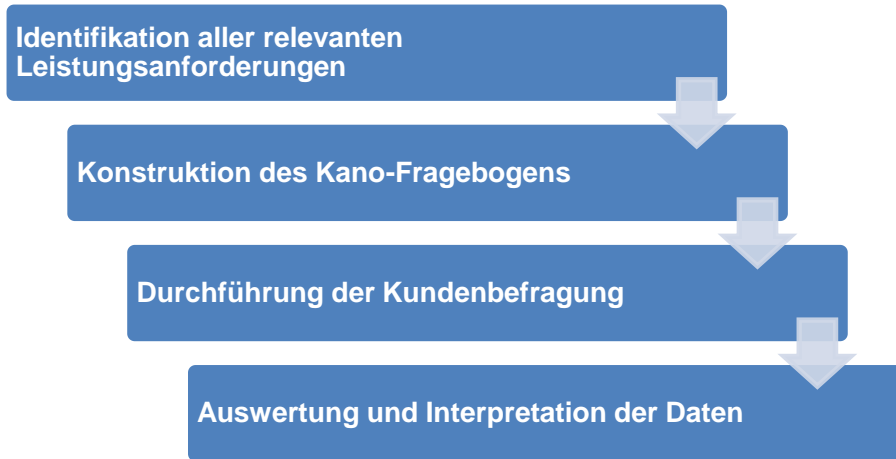 Identifikation aller relevanten
Leistungsanforderungen
Konstruktion des Kano-Fragebogens
Durchführung der Kundenbefragung
Auswertung und Interpretation der Daten